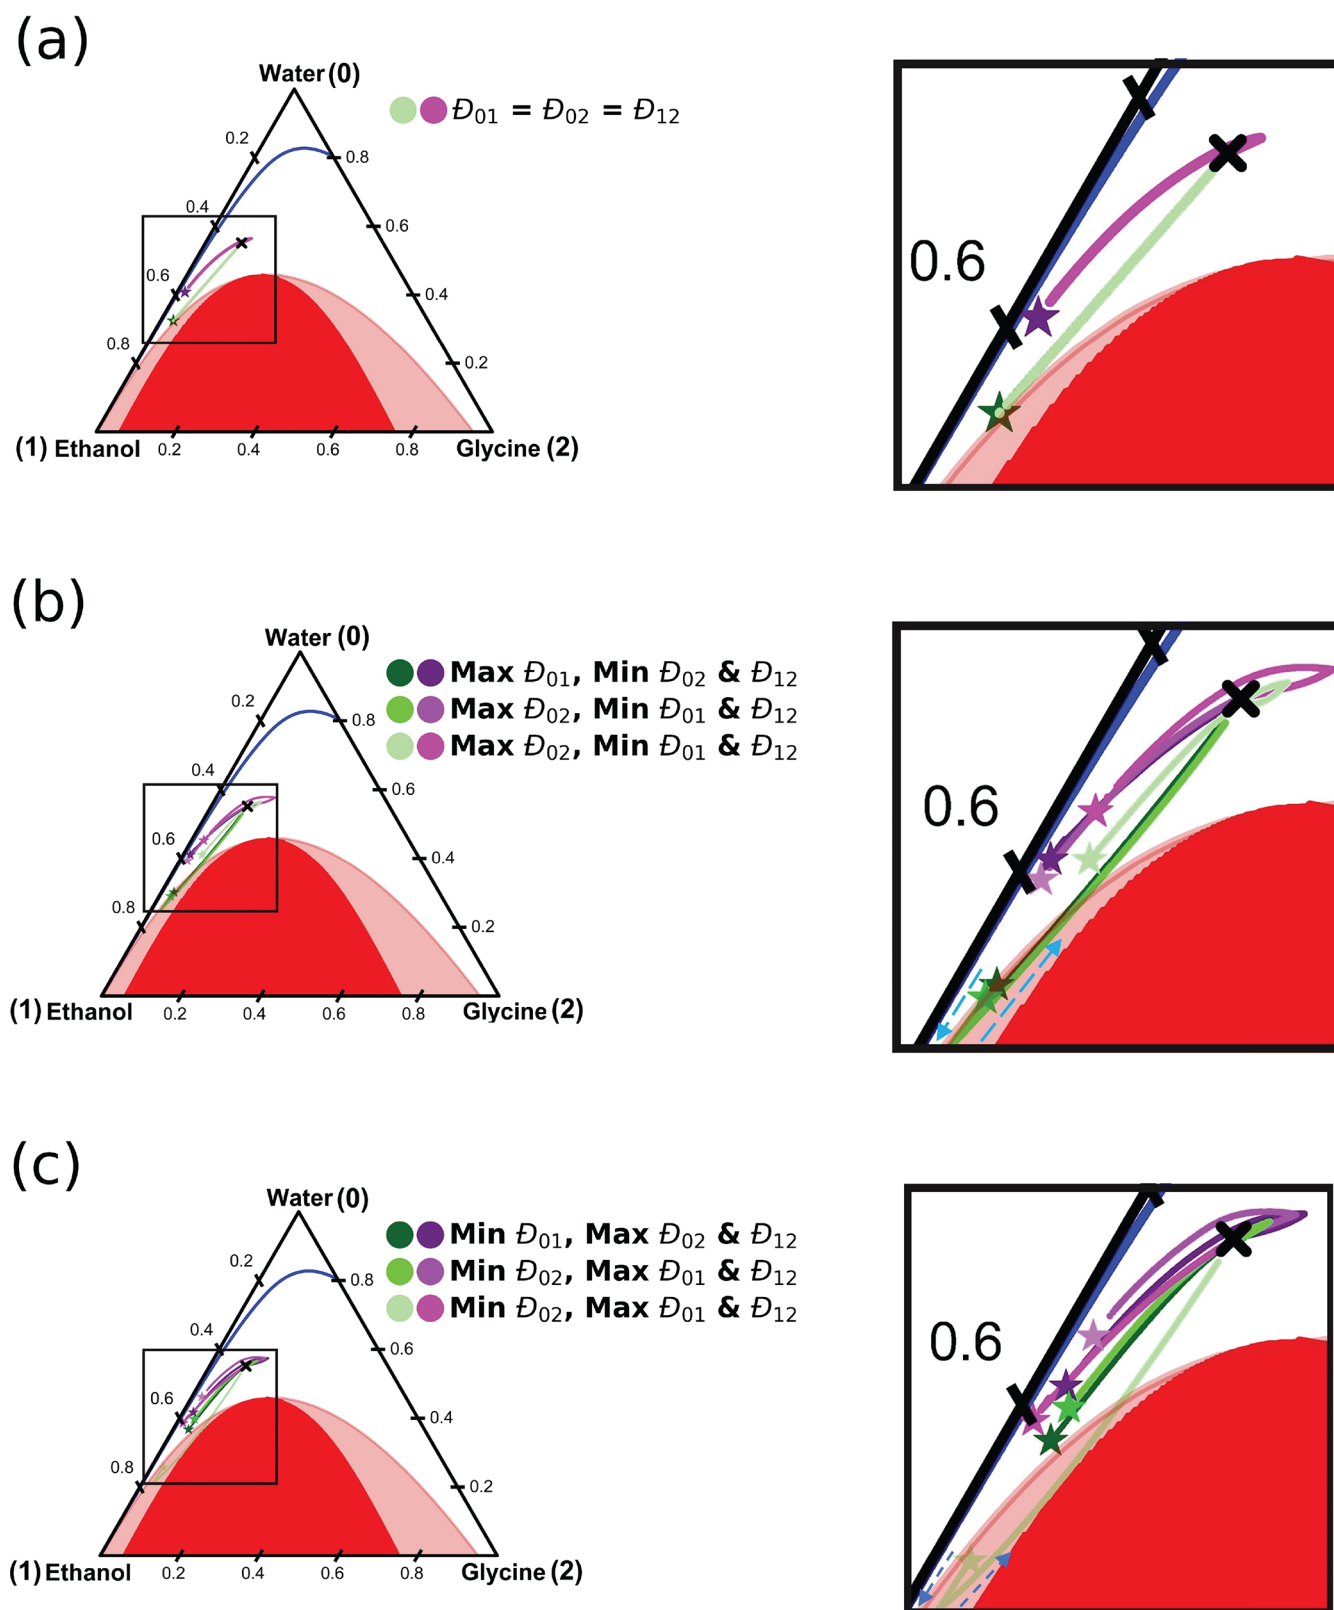 (a)
Water (0)
Đ01 = Đ02 = Đ12
0.2
0.8
0.4
0.6
0.6
0.4
0.8
0.2
(1) Ethanol
0.2
0.4
0.6
0.8
Glycine (2)
0.6
(b)
Water (0)
Max Đ01, Min Đ02 & Đ12
Max Đ02, Min Đ01 & Đ12
Max Đ02, Min Đ01 & Đ12
0.2
0.8
0.4
0.6
0.6
0.4
0.8
0.2
(1) Ethanol
0.2
0.4
0.6
0.8
Glycine (2)
0.6
(c)
Water (0)
Min Đ01, Max Đ02 & Đ12
Min Đ02, Max Đ01 & Đ12
Min Đ02, Max Đ01 & Đ12
0.2
0.8
0.4
0.6
0.6
0.4
0.8
0.2
(1) Ethanol
0.2
0.4
0.6
0.8
Glycine (2)
0.6